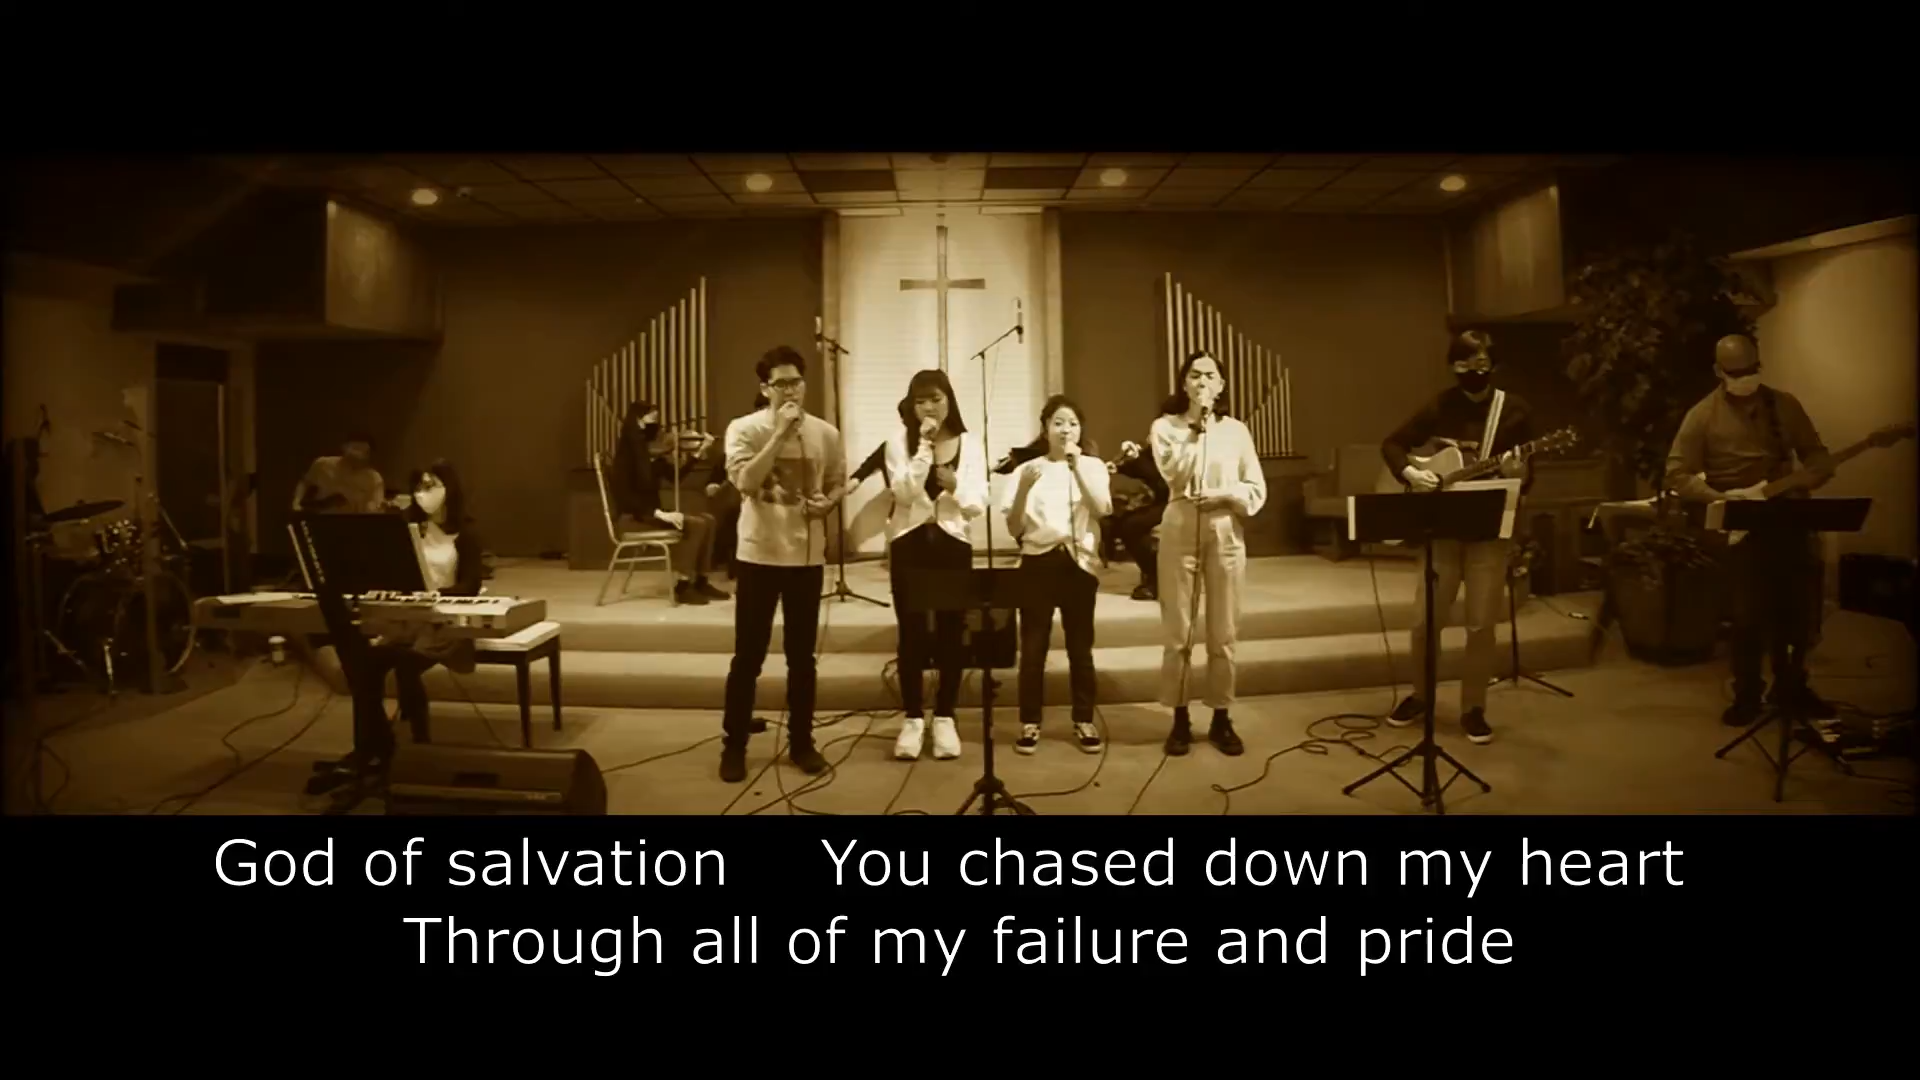 God of salvation You chased down my heart
Through all of my failure and pride